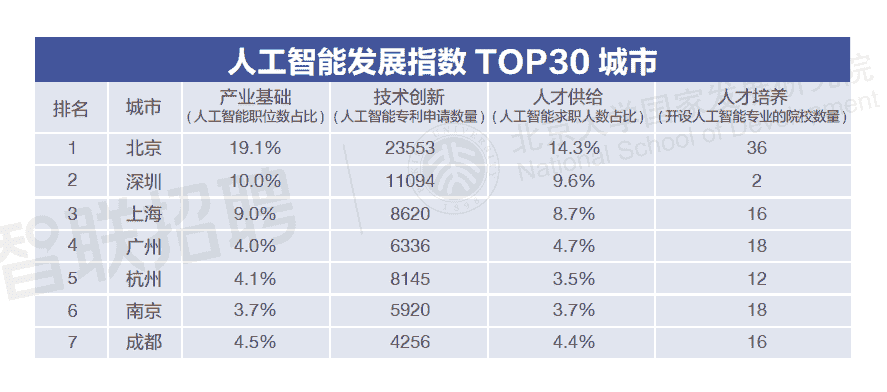 人工智能发展指数 TOP30 城市
排名 城市 产业基础 技术创新 人才供给 人才培养
(人工智能职位数占比) (人工智能专利申请数量) (人工智能求职人数占比) (开设人工智能专业的院校数量)
1 北京 19.1% 23553 14.3% 36
2 深圳 10.0% 11094 9.6% 2
3 上海 9.0% 8620 8.7% 16
4 广州 4.0% 6336 4.7% 18
5 杭州 4.1% 8145 3.5% 12
6 南京 3.7% 5920 3.7% 18
7 成都 4.5% 4256 4.4% 16
智联招聘
北京大学国家发展研究院
National School of Development